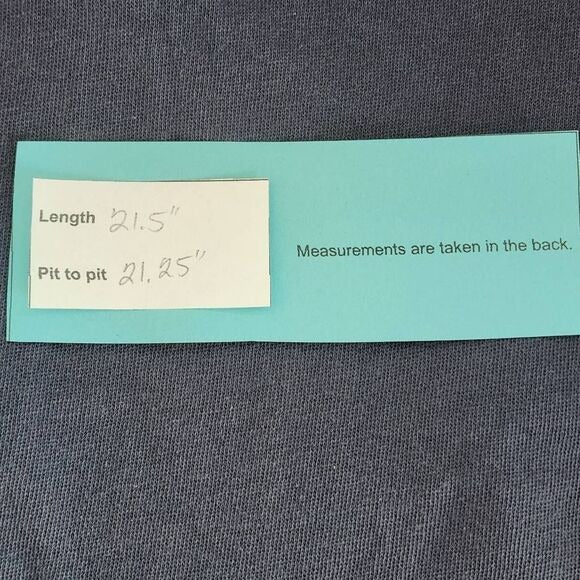 Length 21.5"
Pit to pit 21.25"
Measurements are taken in the back.